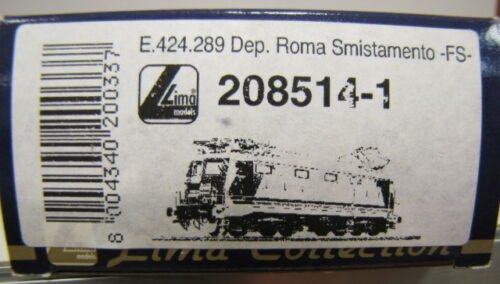 E.424.289 Dep. Roma Smistamento -FS-
Lima®
models
208514-1
8 004340 200337
Lima Collection